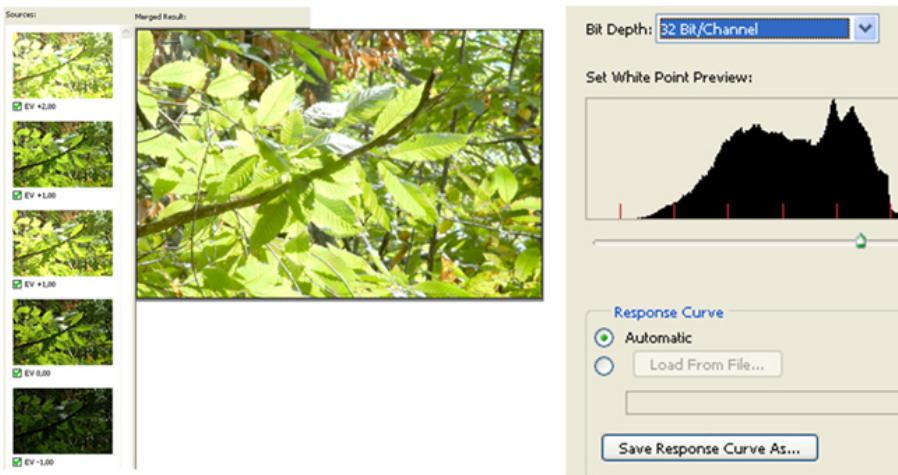 Sources:
Merged Result:
EV +2,00
EV +1,00
EV +1,00
EV 0,00
EV -1,00
Bit Depth: 32 Bit/Channel
Set White Point Preview:
Response Curve
Automatic
Load From File...
Save Response Curve As...